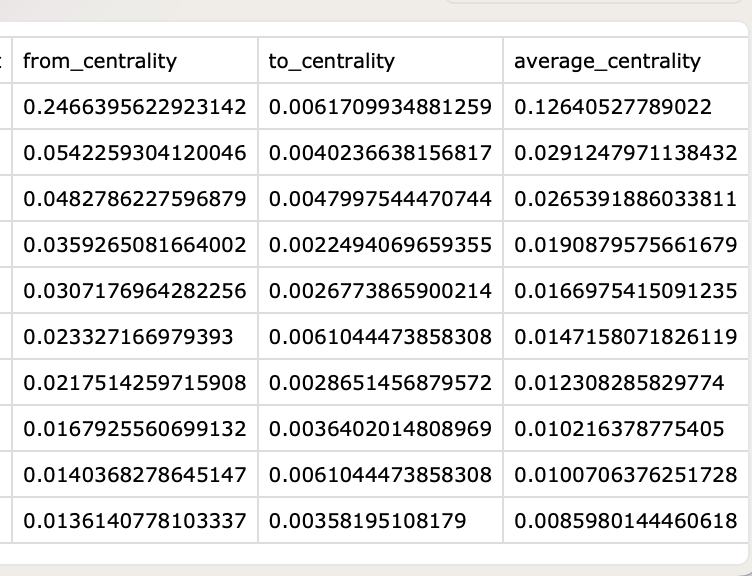 from_centrality to_centrality average_centrality
0.2466395622923142 0.0061709934881259 0.12640527789022
0.0542259304120046 0.0040236638156817 0.0291247971138432
0.0482786227596879 0.0047997544470744 0.0265391886033811
0.0359265081664002 0.0022494069659355 0.0190879575661679
0.0307176964282256 0.0026773865900214 0.0166975415091235
0.023327166979393 0.0061044473858308 0.0147158071826119
0.0217514259715908 0.0028651456879572 0.012308285829774
0.0167925560699132 0.0036402014808969 0.010216378775405
0.0140368278645147 0.0061044473858308 0.0100706376251728
0.0136140778103337 0.00358195108179 0.0085980144460618